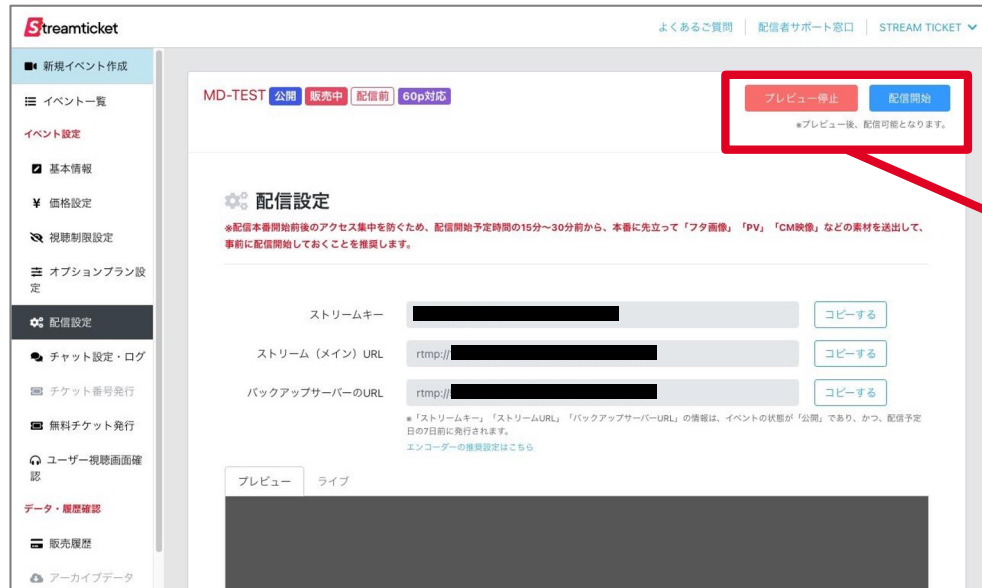 Streamticket
よくあるご質問
配信者サポート窓口
STREAM TICKET
新規イベント作成
イベント一覧
イベント設定
基本情報
¥ 価格設定
視聴制限設定
オプションプラン設
定
配信設定
チャット設定・ログ
チケット番号発行
無料チケット発行
ユーザー視聴画面確
認
データ・履歴確認
販売履歴
アーカイブデータ
MD-TEST 公開 販売中 配信前 60p対応
プレビュー停止
配信開始
※プレビュー後、配信可能となります。
配信設定
※配信本番開始前後のアクセス集中を防ぐため、配信開始予定時間の15分〜30分前から、本番に先立って「フタ画像」「PV」「CM映像」などの素材を送出して、
事前に配信開始しておくことを推奨します。
ストリームキー
コピーする
ストリーム（メイン）URL
rtmp://
コピーする
バックアップサーバーのURL
rtmp://
コピーする
※「ストリームキー」「ストリームURL」「バックアップサーバーURL」の情報は、イベントの状態が「公開」であり、かつ、配信予定
日の7日前に発行されます。
エンコーダーの推奨設定はこちら
プレビュー
ライブ